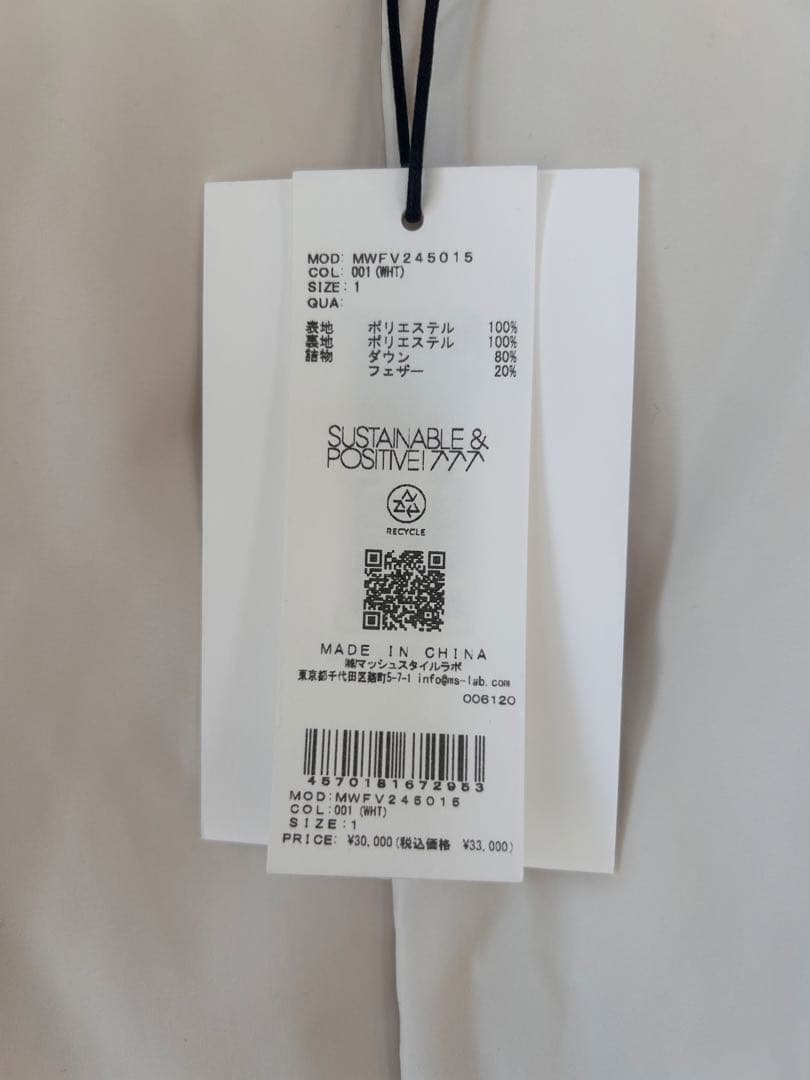 MOD: MWFV245015
COL: 001(WHT)
SIZE: 1
QUA:
表地 ポリエステル 100%
裏地 ポリエステル 100%
詰物 ダウン 80%
フェザー 20%
SUSTAINABLE &
POSITIVE!
RECYCLE
MADE IN CHINA
㈱マッシュスタイルラボ
東京都千代田区麹町5-7-1 info@ms-lab.com
006120
4570181672953
MOD:MWFV245015
COL:001 (WHT)
SIZE:1
PRICE: ¥30,000(税込価格 ¥33,000)